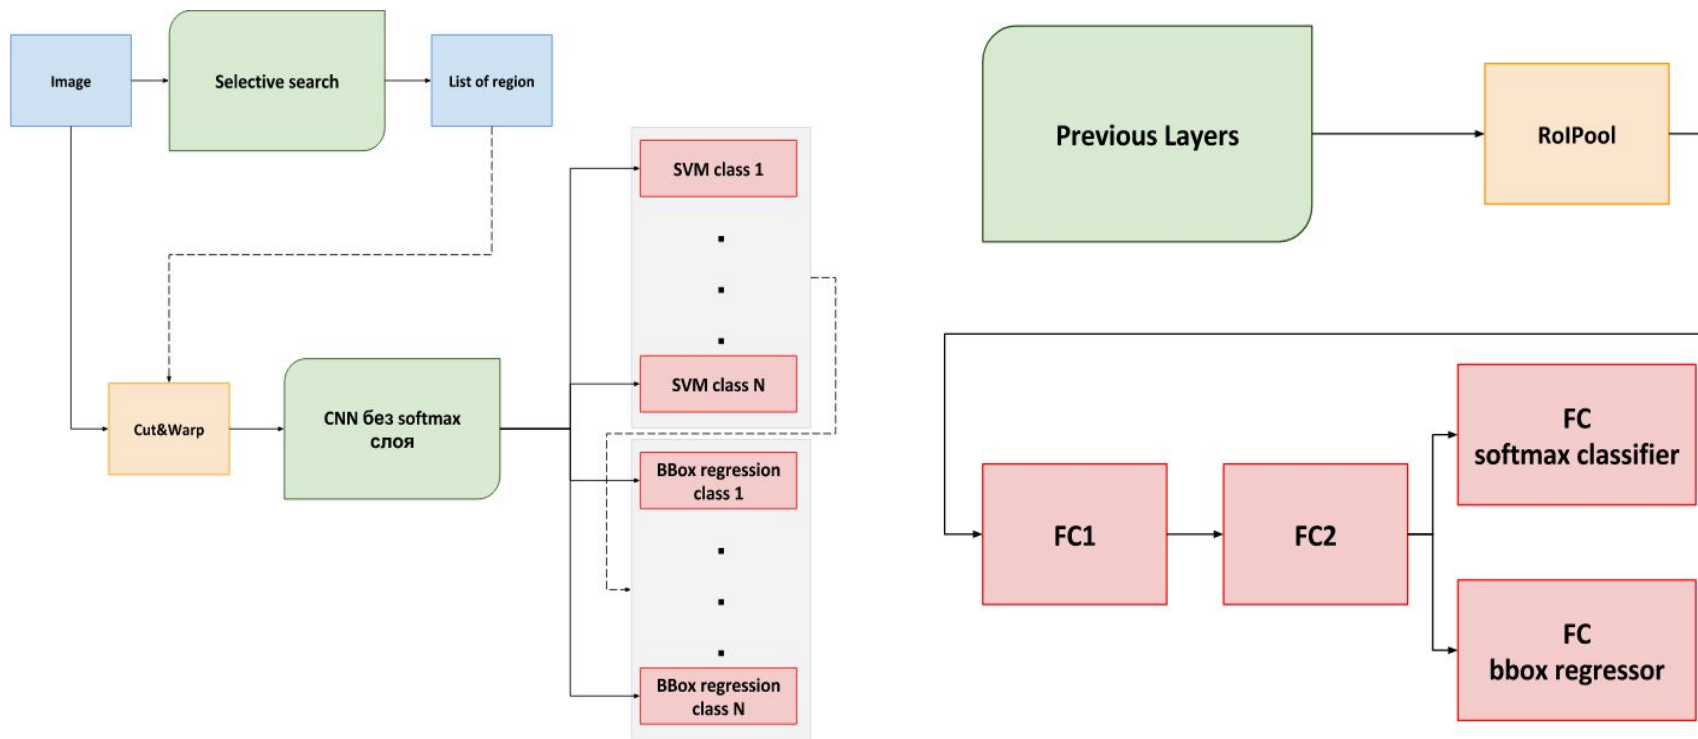 Image
Selective search
List of region
SVM class 1
SVM class N
Cut&Warp
CNN без softmax
слоя
BBox regression
class 1
BBox regression
class N
Previous Layers
RoIPool
FC1
FC2
FC
softmax classifier
FC
bbox regressor